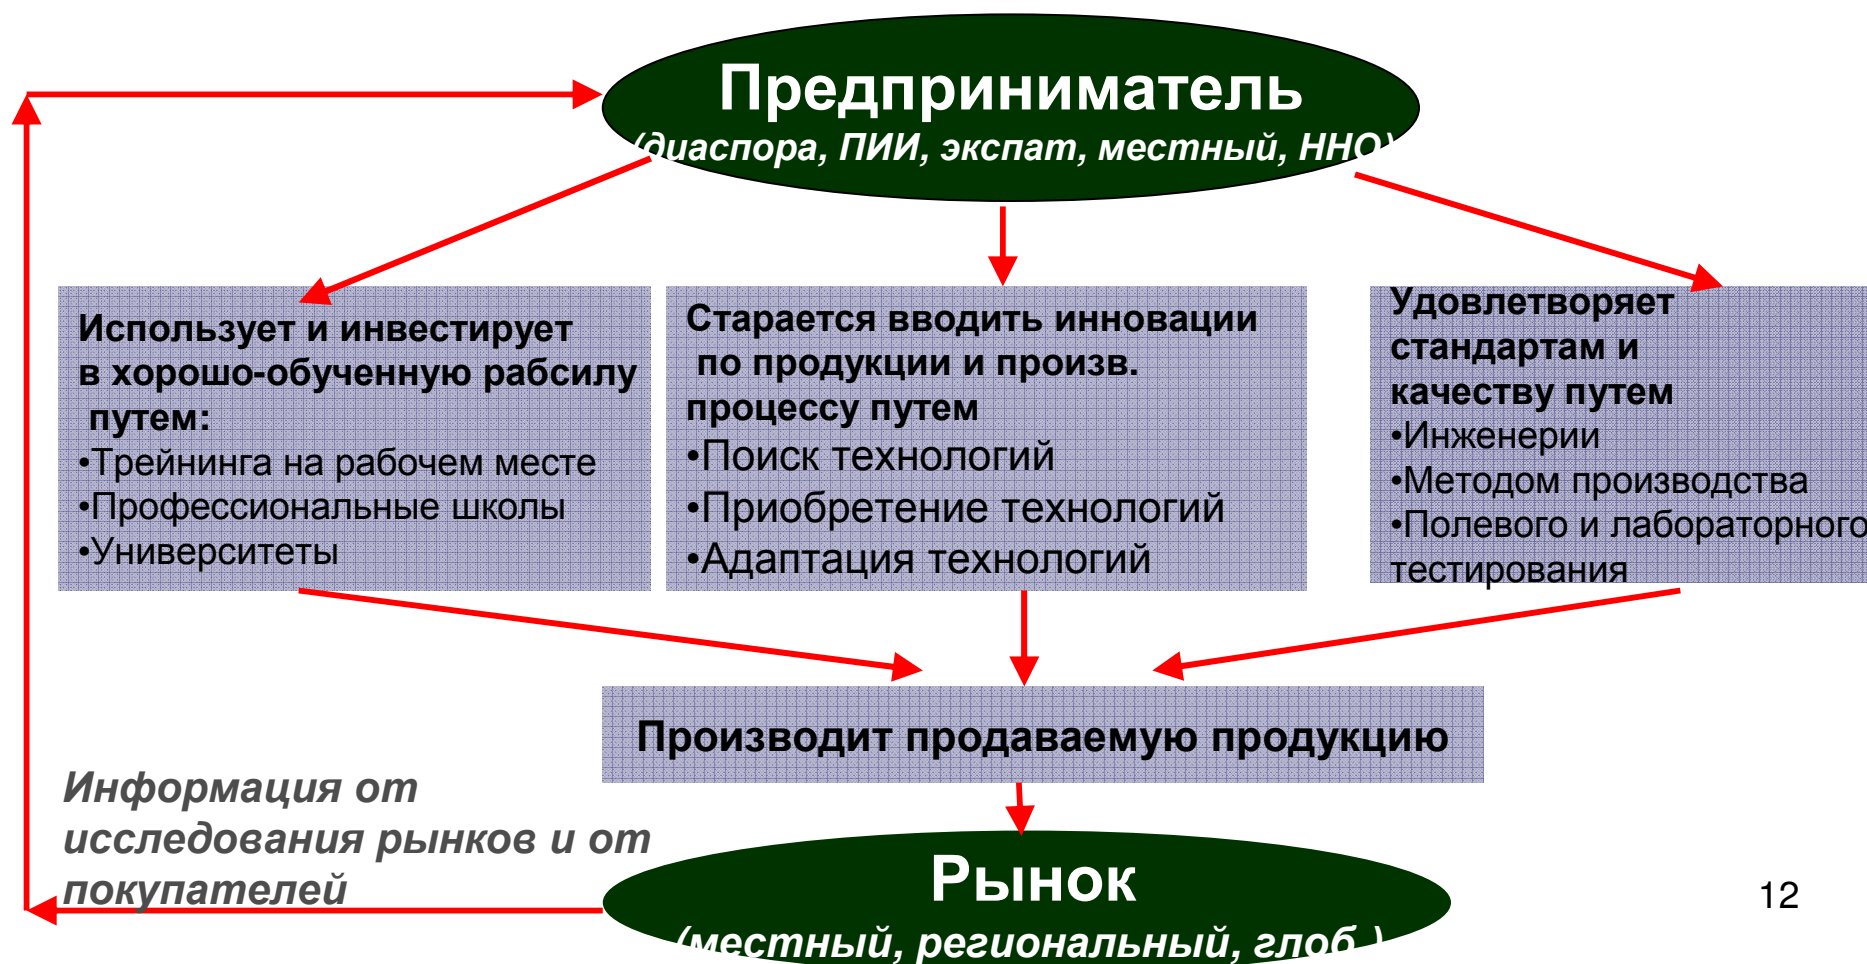 Предприниматель
(диаспора, ПИИ, экспат, местный, ННО)
Использует и инвестирует
в хорошо-обученную рабсилу
путем:
•Трейнинга на рабочем месте
•Профессиональные школы
•Университеты
Старается вводить инновации
по продукции и произв.
процессу путем
•Поиск технологий
•Приобретение технологий
•Адаптация технологий
Удовлетворяет
стандартам и
качеству путем
•Инженерии
•Методом производства
•Полевого и лабораторного
тестирования
Производит продаваемую продукцию
Информация от
исследования рынков и от
покупателей
Рынок
(местный, региональный, глоб.)
12